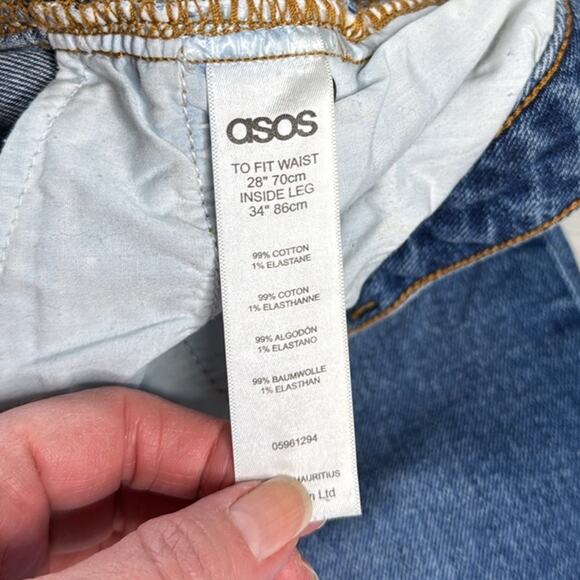 asos
TO FIT WAIST
28" 70cm
INSIDE LEG
34" 86cm
99% COTTON
1% ELASTANE
99% COTON
1% ELASTHANNE
99% ALGODÓN
1% ELASTANO
99% BAUMWOLLE
1% ELASTHAN
05961294
MAURITIUS
Ltd